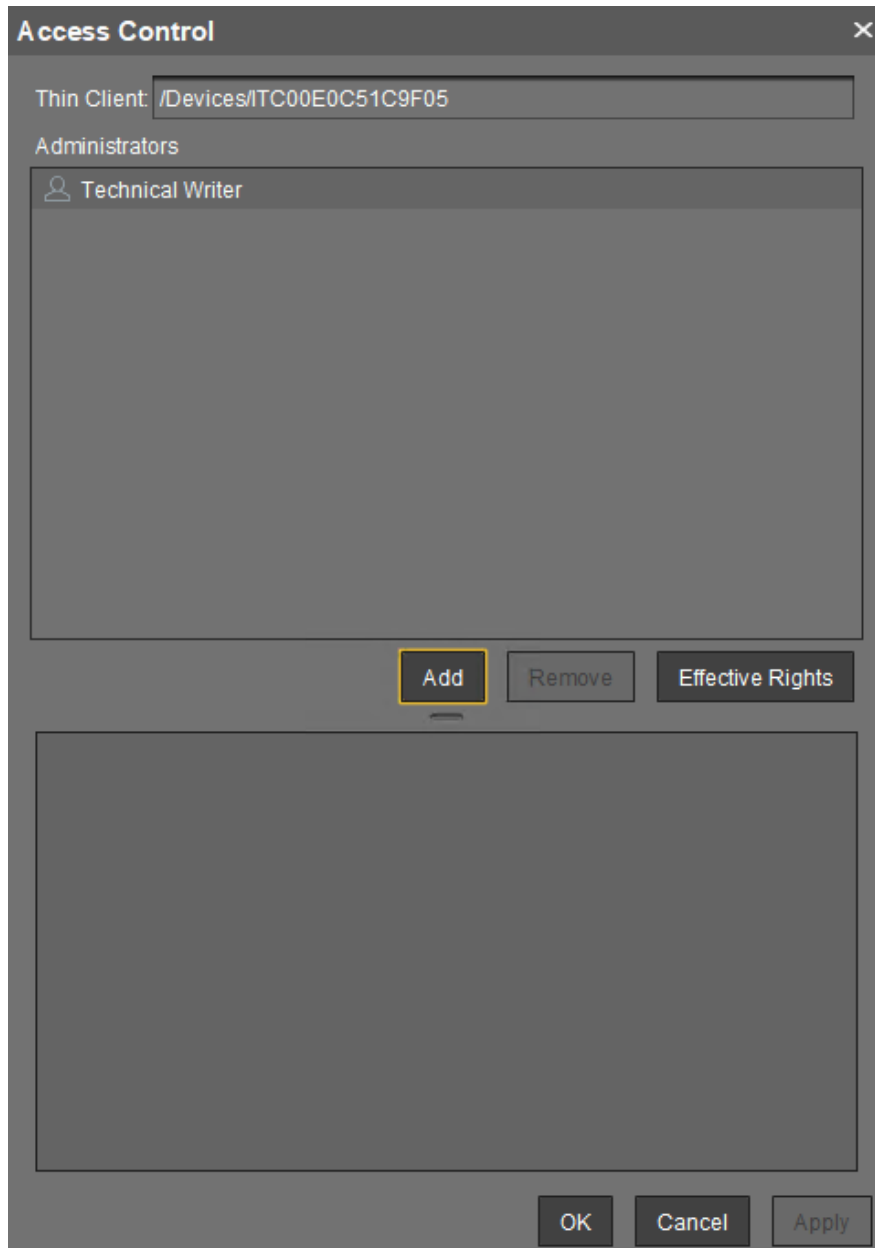 Access Control
Thin Client: /Devices/ITC00E0C51C9F05
Administrators
Technical Writer
Add Remove Effective Rights
OK Cancel Apply